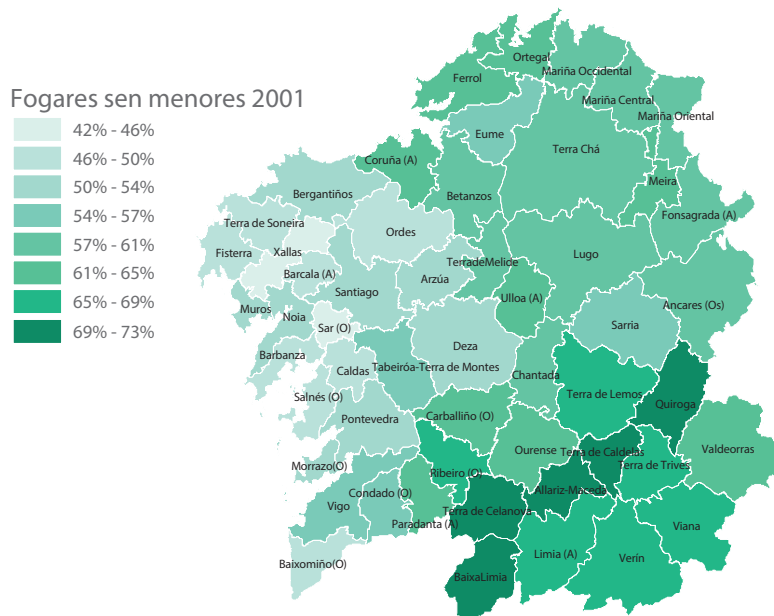 Fogares sen menores 2001
42% - 46%
46% - 50%
50% - 54%
54% - 57%
57% - 61%
61% - 65%
65% - 69%
69% - 73%
Ortegal
Mariña Occidental
Ferrol
Mariña Central
Mariña Oriental
Eume
Terra Chá
Coruña (A)
Meira
Bergantiños
Betanzos
Fonsagrada (A)
Terra de Soneira
Ordes
Fisterra
Xallas
Lugo
TerradeMelide
Barcala (A)
Arzúa
Santiago
Ulloa (A)
Ancares (Os)
Muros
Noia
Sar (O)
Sarria
Deza
Barbanza
Caldas
Tabeiróa-Terra de Montes
Chantada
Terra de Lemos
Salnés (O)
Quiroga
Pontevedra
Carballiño (O)
Ourense
Terra de Caldelas
Valdeorras
Morrazo(O)
Ribeiro (O)
Terra de Trives
Condado (O)
Allariz-Maceda
Vigo
Terra de Celanova
Paradanta (A)
Viana
Baixomiño(O)
Limia (A)
Verín
BaixaLimia